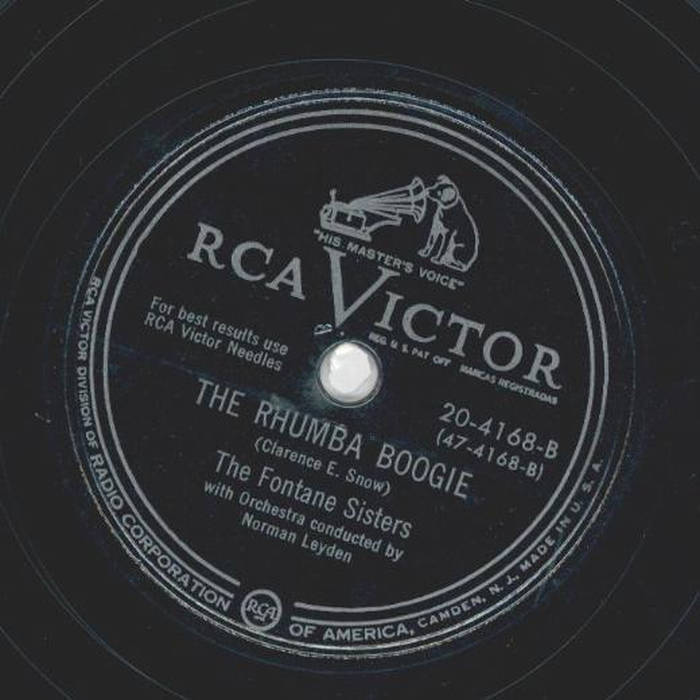 "HIS MASTER'S VOICE"
RCA VICTOR
REG. U. S. PAT. OFF. MARCAS REGISTRADAS
For best results use
RCA Victor Needles
20-4168-B
(47-4168-B)
THE RHUMBA BOOGIE
(Clarence E. Snow)
The Fontane Sisters
with Orchestra conducted by
Norman Leyden
RCA VICTOR DIVISION OF RADIO CORPORATION RCA OF AMERICA, CAMDEN, N. J., MADE IN U. S. A.